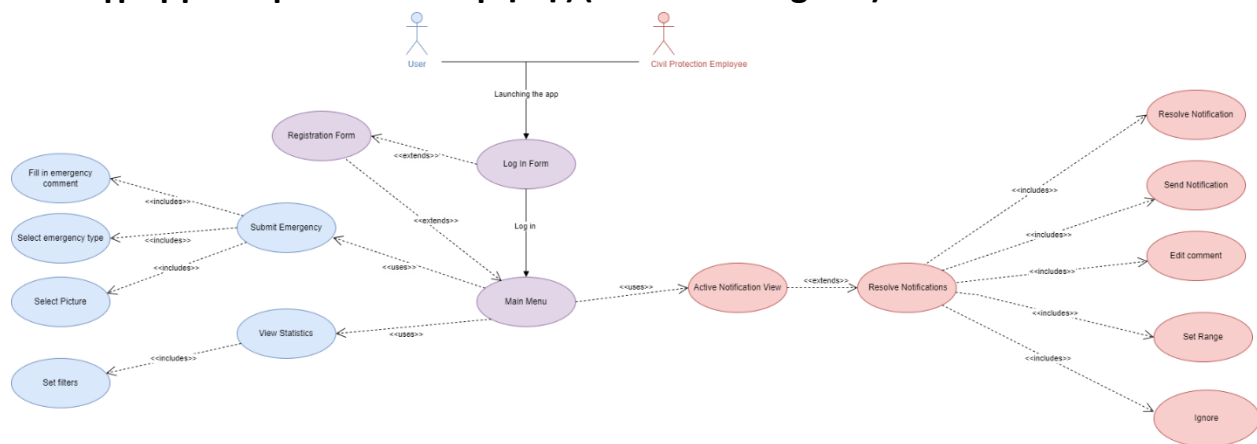 User
Civil Protection Employee
Launching the app
Registration Form
Resolve Notification
<<extends>>
Log In Form
Fill in emergency
comment
<<includes>>
<<includes>>
Send Notification
Submit Emergency
<<extends>>
Log in
Select emergency type
<<includes>>
<<includes>>
Edit comment
<<includes>>
<<uses>>
<<includes>>
Select Picture
Main Menu
<<uses>>
Active Notification View
<<extends>>
Resolve Notifications
View Statistics
<<uses>>
<<includes>>
Set Range
<<includes>>
Set filters
<<includes>>
Ignore